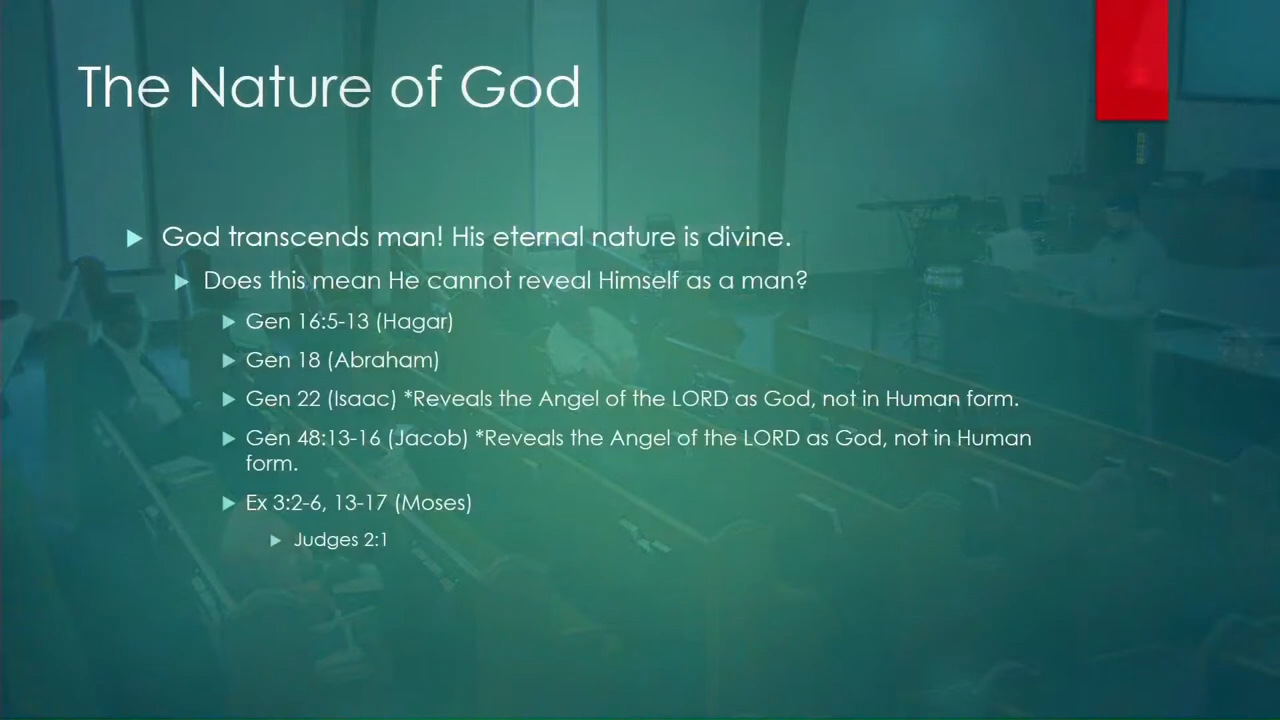 The Nature of God
God transcends man! His eternal nature is divine.
Does this mean He cannot reveal Himself as a man?
Gen 16:5-13 (Hagar)
Gen 18 (Abraham)
Gen 22 (Isaac) *Reveals the Angel of the LORD as God, not in Human form.
Gen 48:13-16 (Jacob) *Reveals the Angel of the LORD as God, not in Human
form.
Ex 3:2-6, 13-17 (Moses)
Judges 2:1